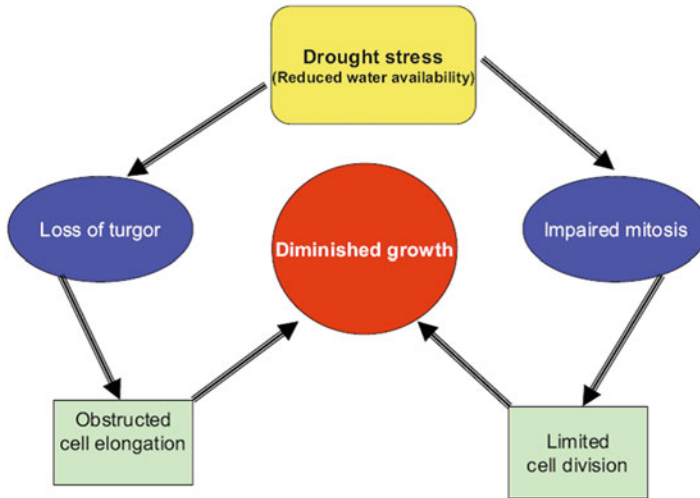 Drought stress
(Reduced water availability)
Loss of turgor
Diminished growth
Impaired mitosis
Obstructed
cell elongation
Limited
cell division